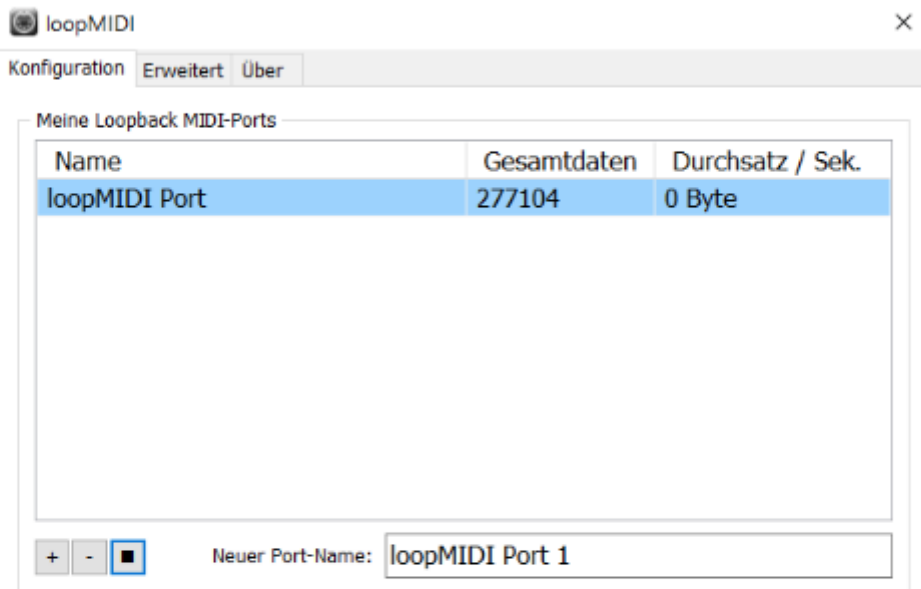 loopMIDI
Konfiguration Erweitert Über
Meine Loopback MIDI-Ports
Name Gesamtdaten Durchsatz / Sek.
loopMIDI Port 277104 0 Byte
+ - ■ Neuer Port-Name: loopMIDI Port 1